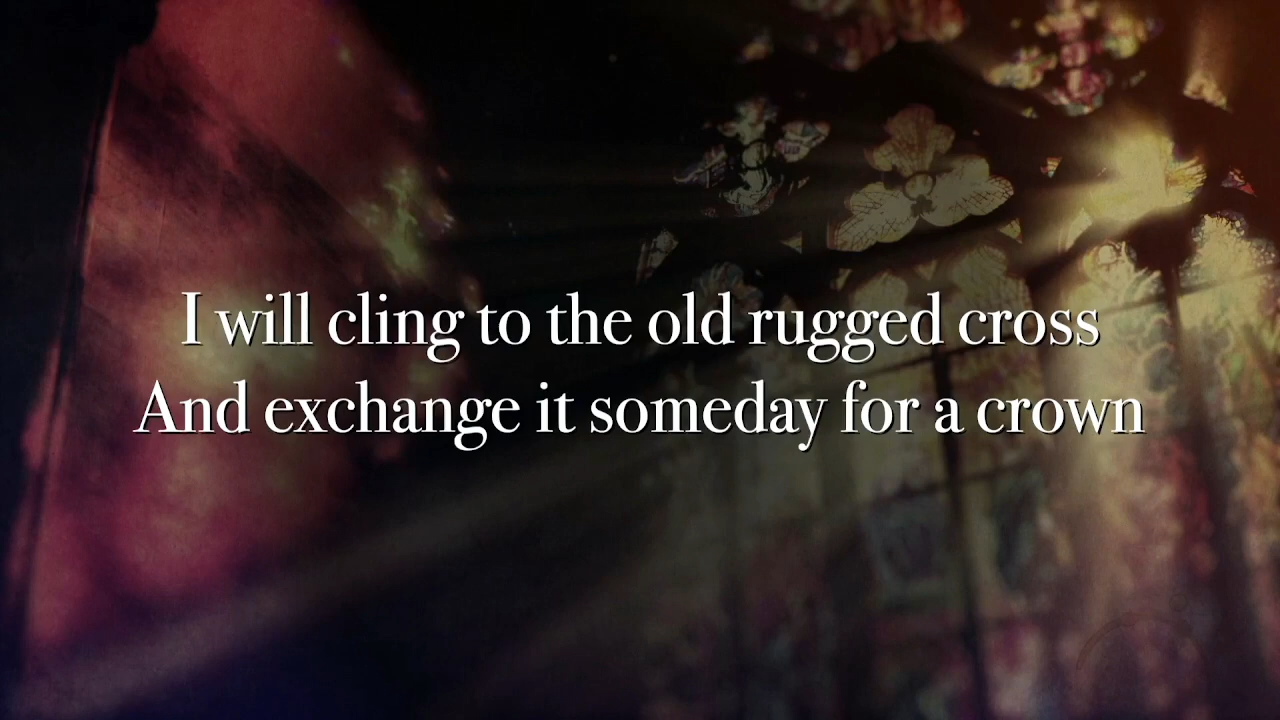 I will cling to the old rugged cross
And exchange it someday for a crown